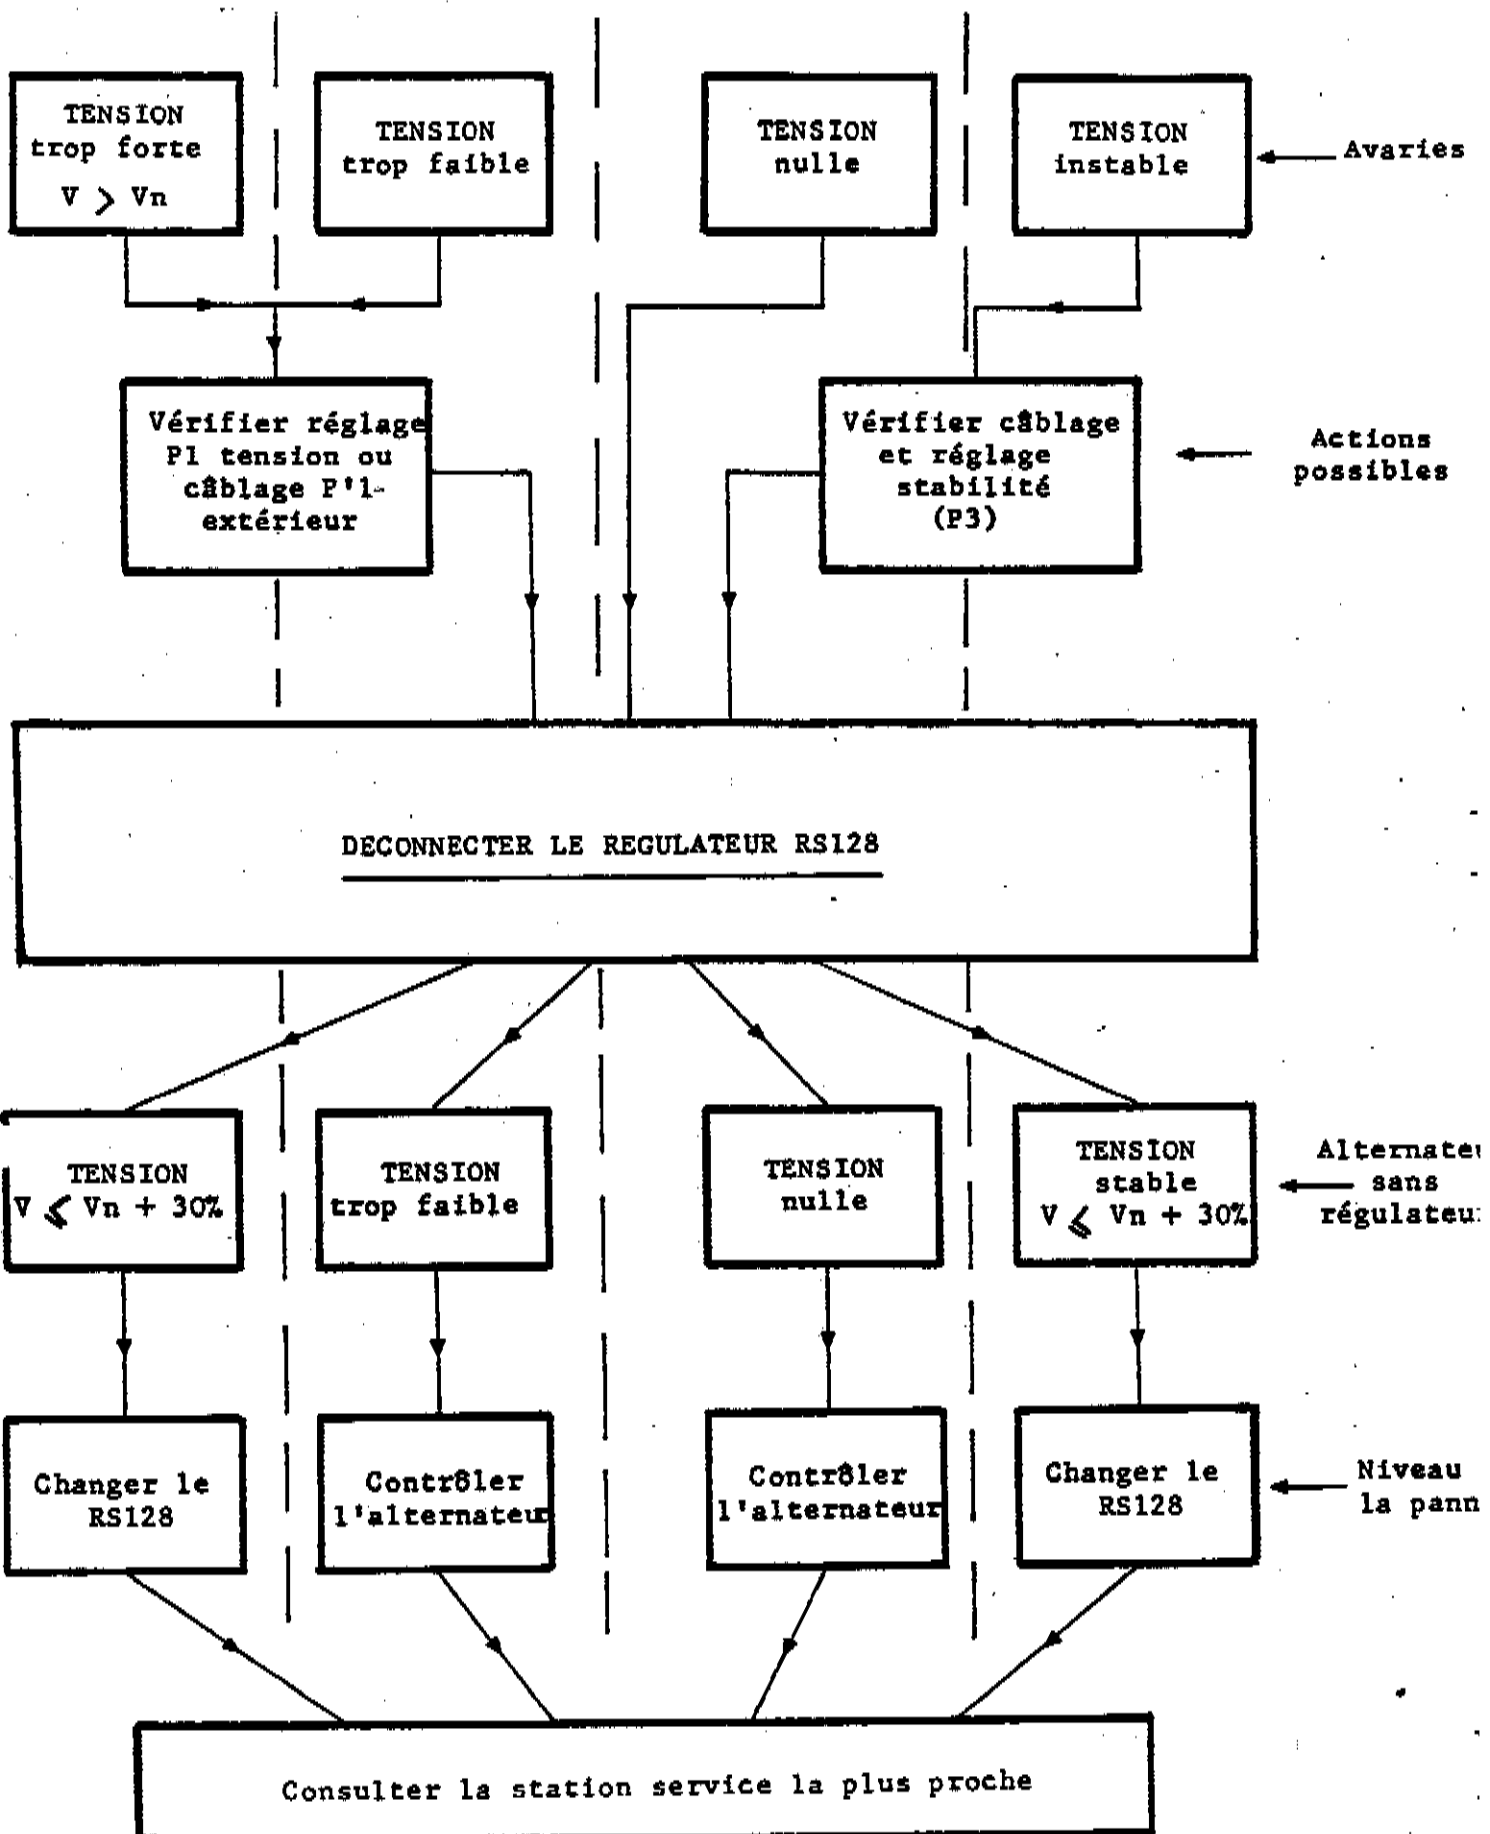 TENSION
trop forte
V > Vn
TENSION
trop faible
TENSION
nulle
TENSION
instable
Avaries
Vérifier réglage
P1 tension ou
câblage P'1-
extérieur
Vérifier câblage
et réglage
stabilité
(P3)
Actions
possibles
DECONNECTER LE REGULATEUR RS128
TENSION
V ⩽ Vn + 30%
TENSION
trop faible
TENSION
nulle
TENSION
stable
V ⩽ Vn + 30%
Alternateu
sans
régulateu
Changer le
RS128
Contrôler
l'alternateur
Contrôler
l'alternateur
Changer le
RS128
Niveau
la pann
Consulter la station service la plus proche